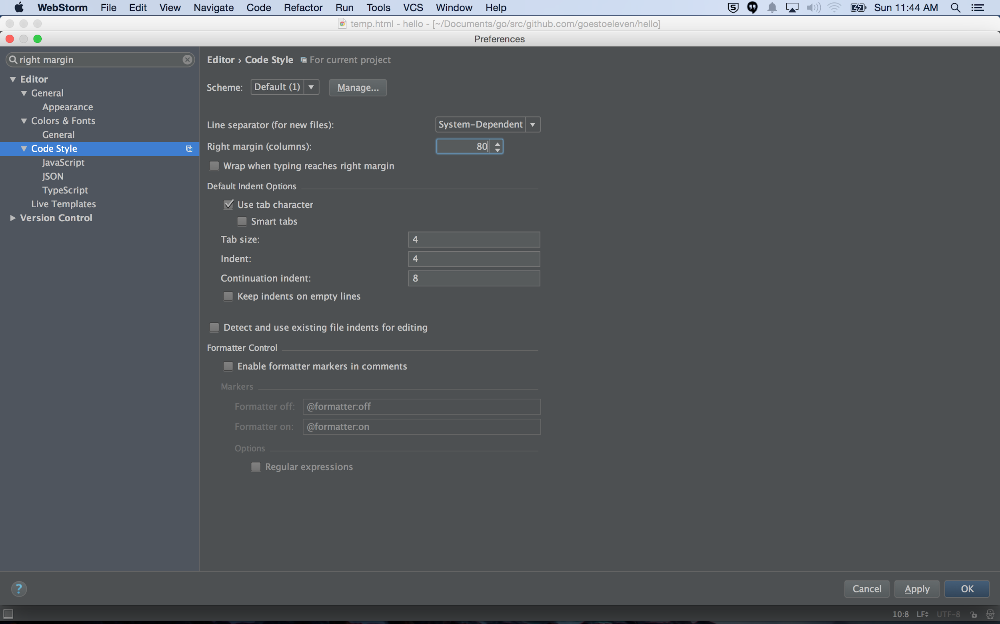 WebStorm File Edit View Navigate Code Refactor Run Tools VCS Window Help Sun 11:44 AM
temp.html - hello - [~/Documents/go/src/github.com/goestoeleven/hello]
Preferences
right margin
Editor
General
Appearance
Colors & Fonts
General
Code Style
JavaScript
JSON
TypeScript
Live Templates
Version Control
Editor › Code Style For current project
Scheme: Default (1) Manage...
Line separator (for new files): System-Dependent
Right margin (columns): 80
Wrap when typing reaches right margin
Default Indent Options
Use tab character
Smart tabs
Tab size: 4
Indent: 4
Continuation indent: 8
Keep indents on empty lines
Detect and use existing file indents for editing
Formatter Control
Enable formatter markers in comments
Markers
Formatter off: @formatter:off
Formatter on: @formatter:on
Options
Regular expressions
? Cancel Apply OK
10:8 LF UTF-8